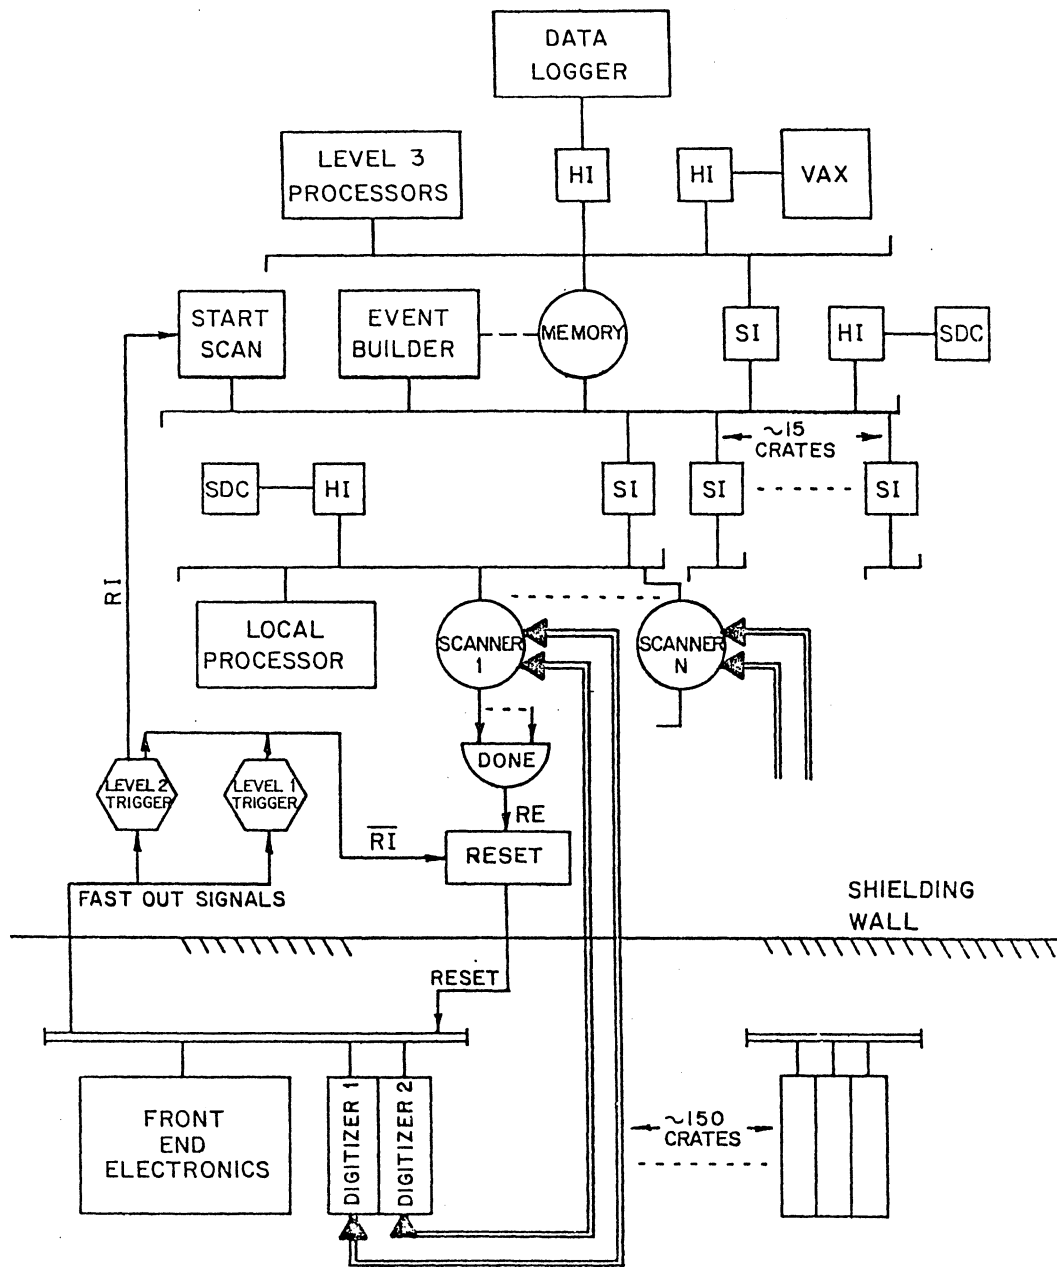 DATA
LOGGER
LEVEL 3
PROCESSORS
HI
HI
VAX
START
SCAN
EVENT
BUILDER
MEMORY
SI
HI
SDC
~15
CRATES
SDC
HI
SI
SI
SI
RI
LOCAL
PROCESSOR
SCANNER
1
SCANNER
N
LEVEL 2
TRIGGER
LEVEL 1
TRIGGER
DONE
RE
R̅I̅
RESET
FAST OUT SIGNALS
SHIELDING
WALL
RESET
FRONT
END
ELECTRONICS
DIGITIZER 1
DIGITIZER 2
~150
CRATES